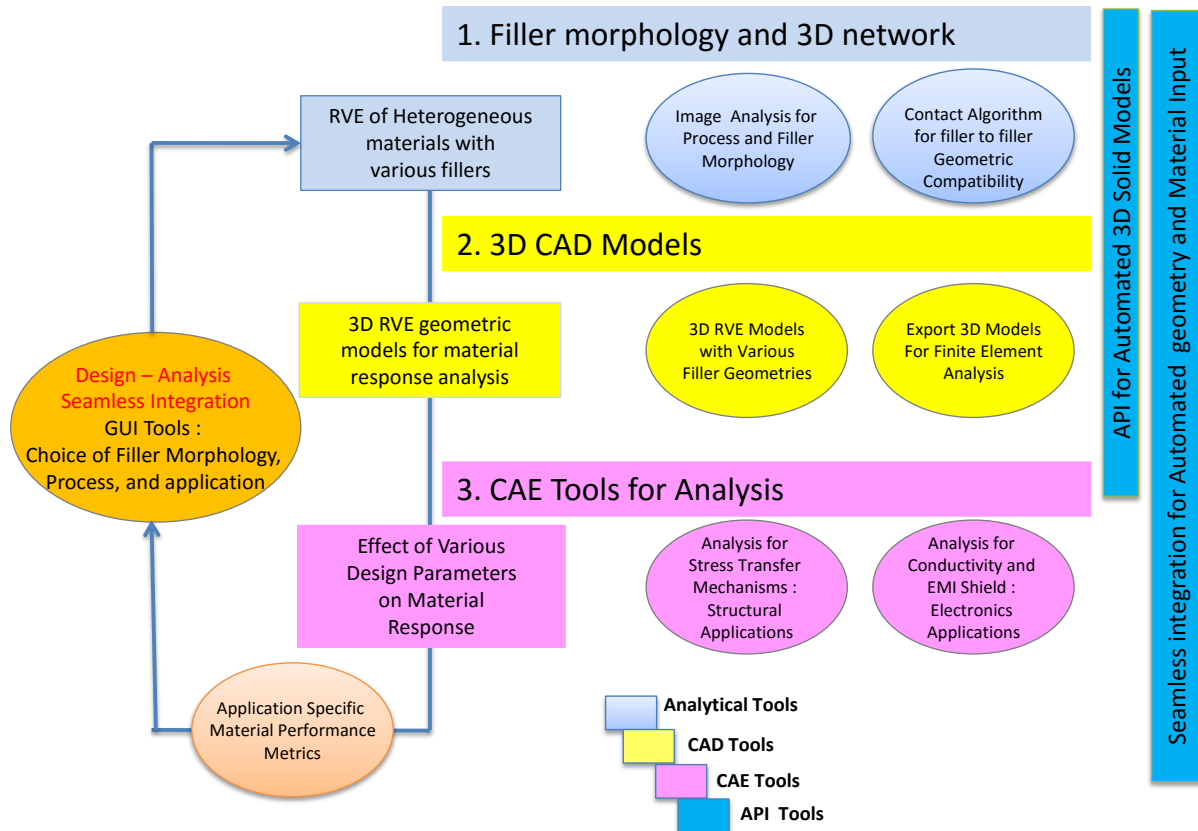 1. Filler morphology and 3D network
RVE of Heterogeneous
materials with
various fillers
Image Analysis for
Process and Filler
Morphology
Contact Algorithm
for filler to filler
Geometric
Compatibility
2. 3D CAD Models
3D RVE geometric
models for material
response analysis
3D RVE Models
with Various
Filler Geometries
Export 3D Models
For Finite Element
Analysis
Design – Analysis
Seamless Integration
GUI Tools :
Choice of Filler Morphology,
Process, and application
3. CAE Tools for Analysis
Effect of Various
Design Parameters
on Material
Response
Analysis for
Stress Transfer
Mechanisms :
Structural
Applications
Analysis for
Conductivity and
EMI Shield :
Electronics
Applications
Application Specific
Material Performance
Metrics
Analytical Tools
CAD Tools
CAE Tools
API Tools
API for Automated 3D Solid Models
Seamless integration for Automated geometry and Material Input